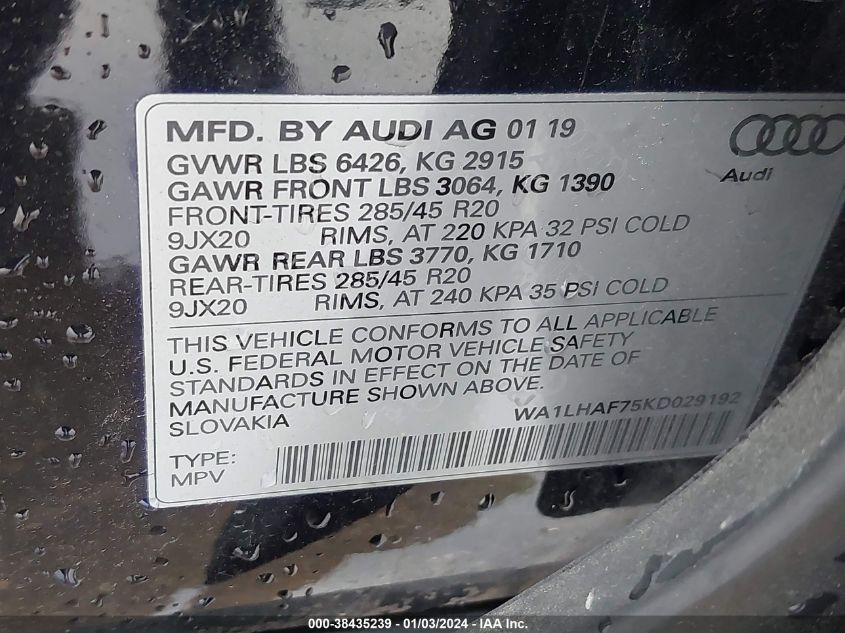 MFD. BY AUDI AG 01 19
GVWR LBS 6426, KG 2915
GAWR FRONT LBS 3064, KG 1390
FRONT-TIRES 285/45 R20
9JX20 RIMS, AT 220 KPA 32 PSI COLD
GAWR REAR LBS 3770, KG 1710
REAR-TIRES 285/45 R20
9JX20 RIMS, AT 240 KPA 35 PSI COLD
Audi
THIS VEHICLE CONFORMS TO ALL APPLICABLE
U.S. FEDERAL MOTOR VEHICLE SAFETY
STANDARDS IN EFFECT ON THE DATE OF
MANUFACTURE SHOWN ABOVE.
SLOVAKIA WA1LHAF75KD029192
TYPE:
MPV
000-38435239 - 01/03/2024 - IAA Inc.